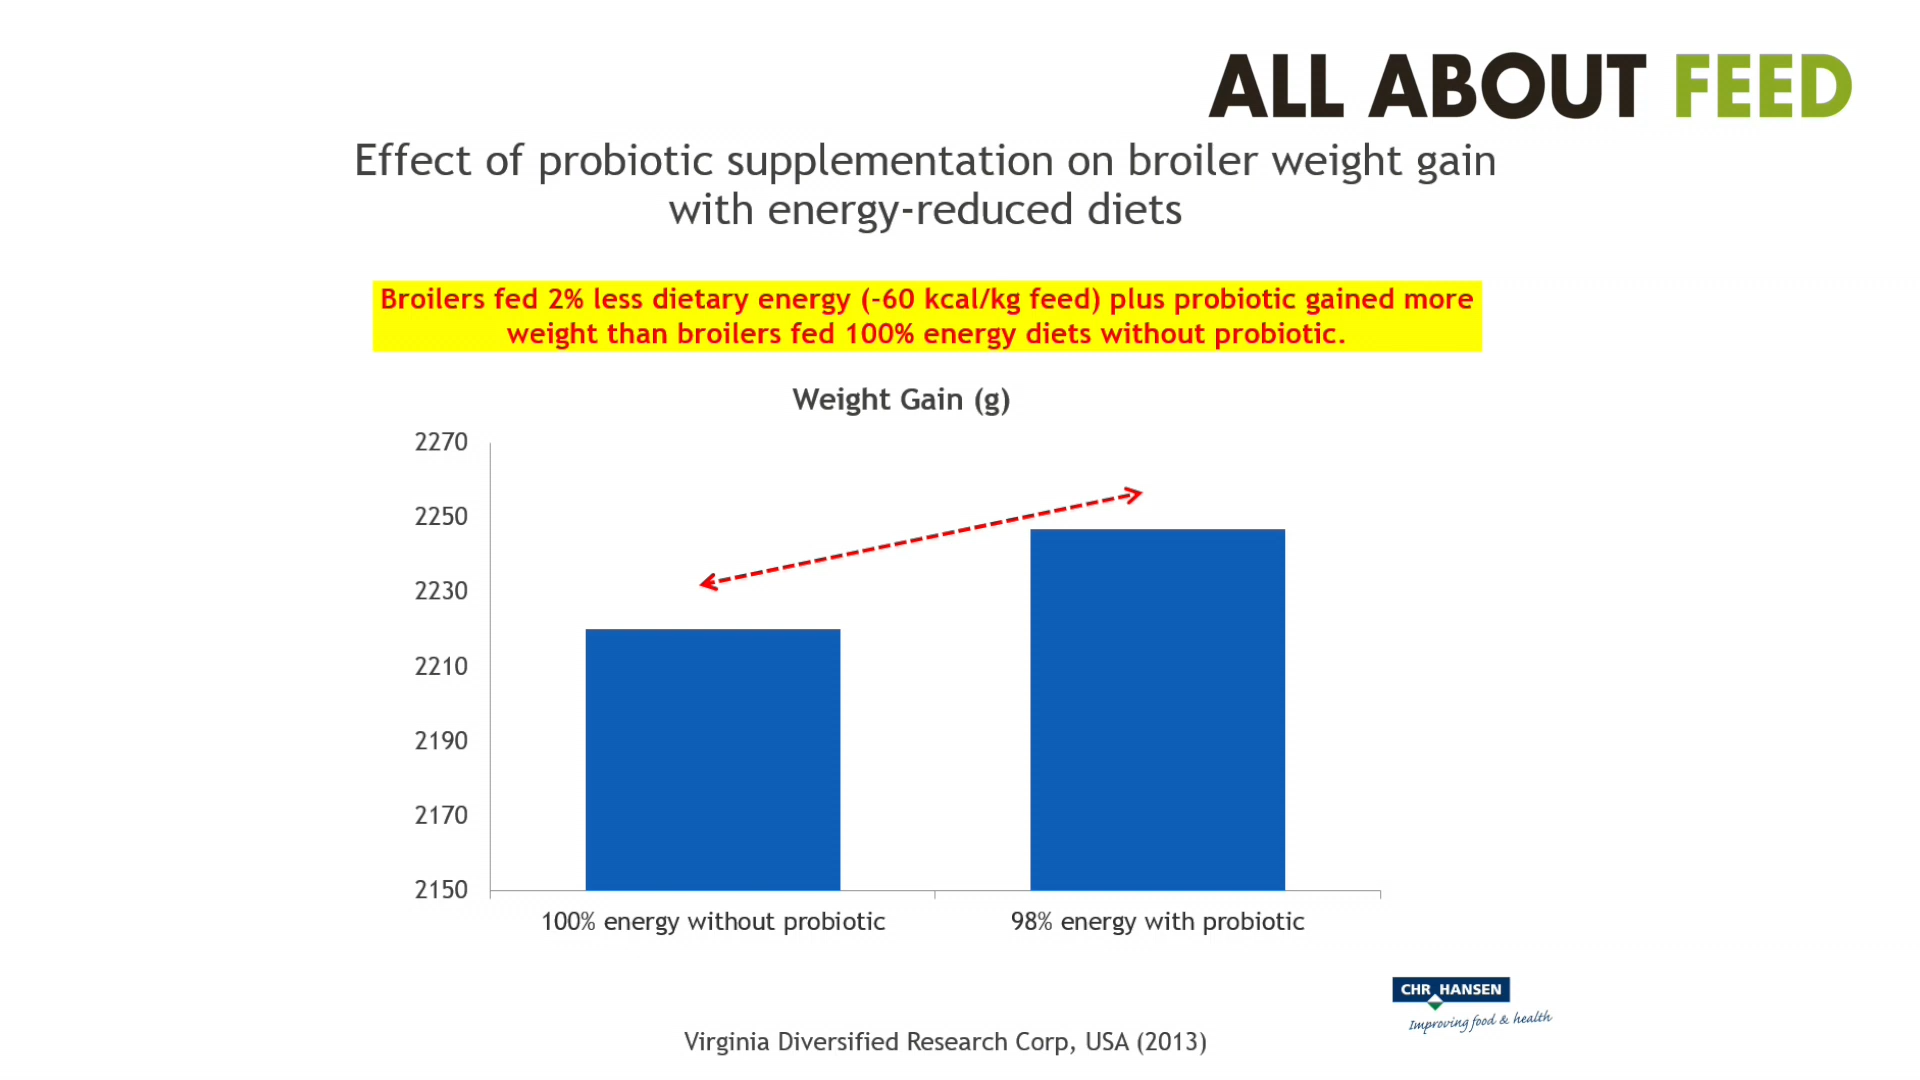 ALL ABOUT FEED
Effect of probiotic supplementation on broiler weight gain
with energy-reduced diets
Broilers fed 2% less dietary energy (-60 kcal/kg feed) plus probiotic gained more
weight than broilers fed 100% energy diets without probiotic.
Weight Gain (g)
2270
2250
2230
2210
2190
2170
2150
100% energy without probiotic
98% energy with probiotic
CHR HANSEN
Improving food & health
Virginia Diversified Research Corp, USA (2013)